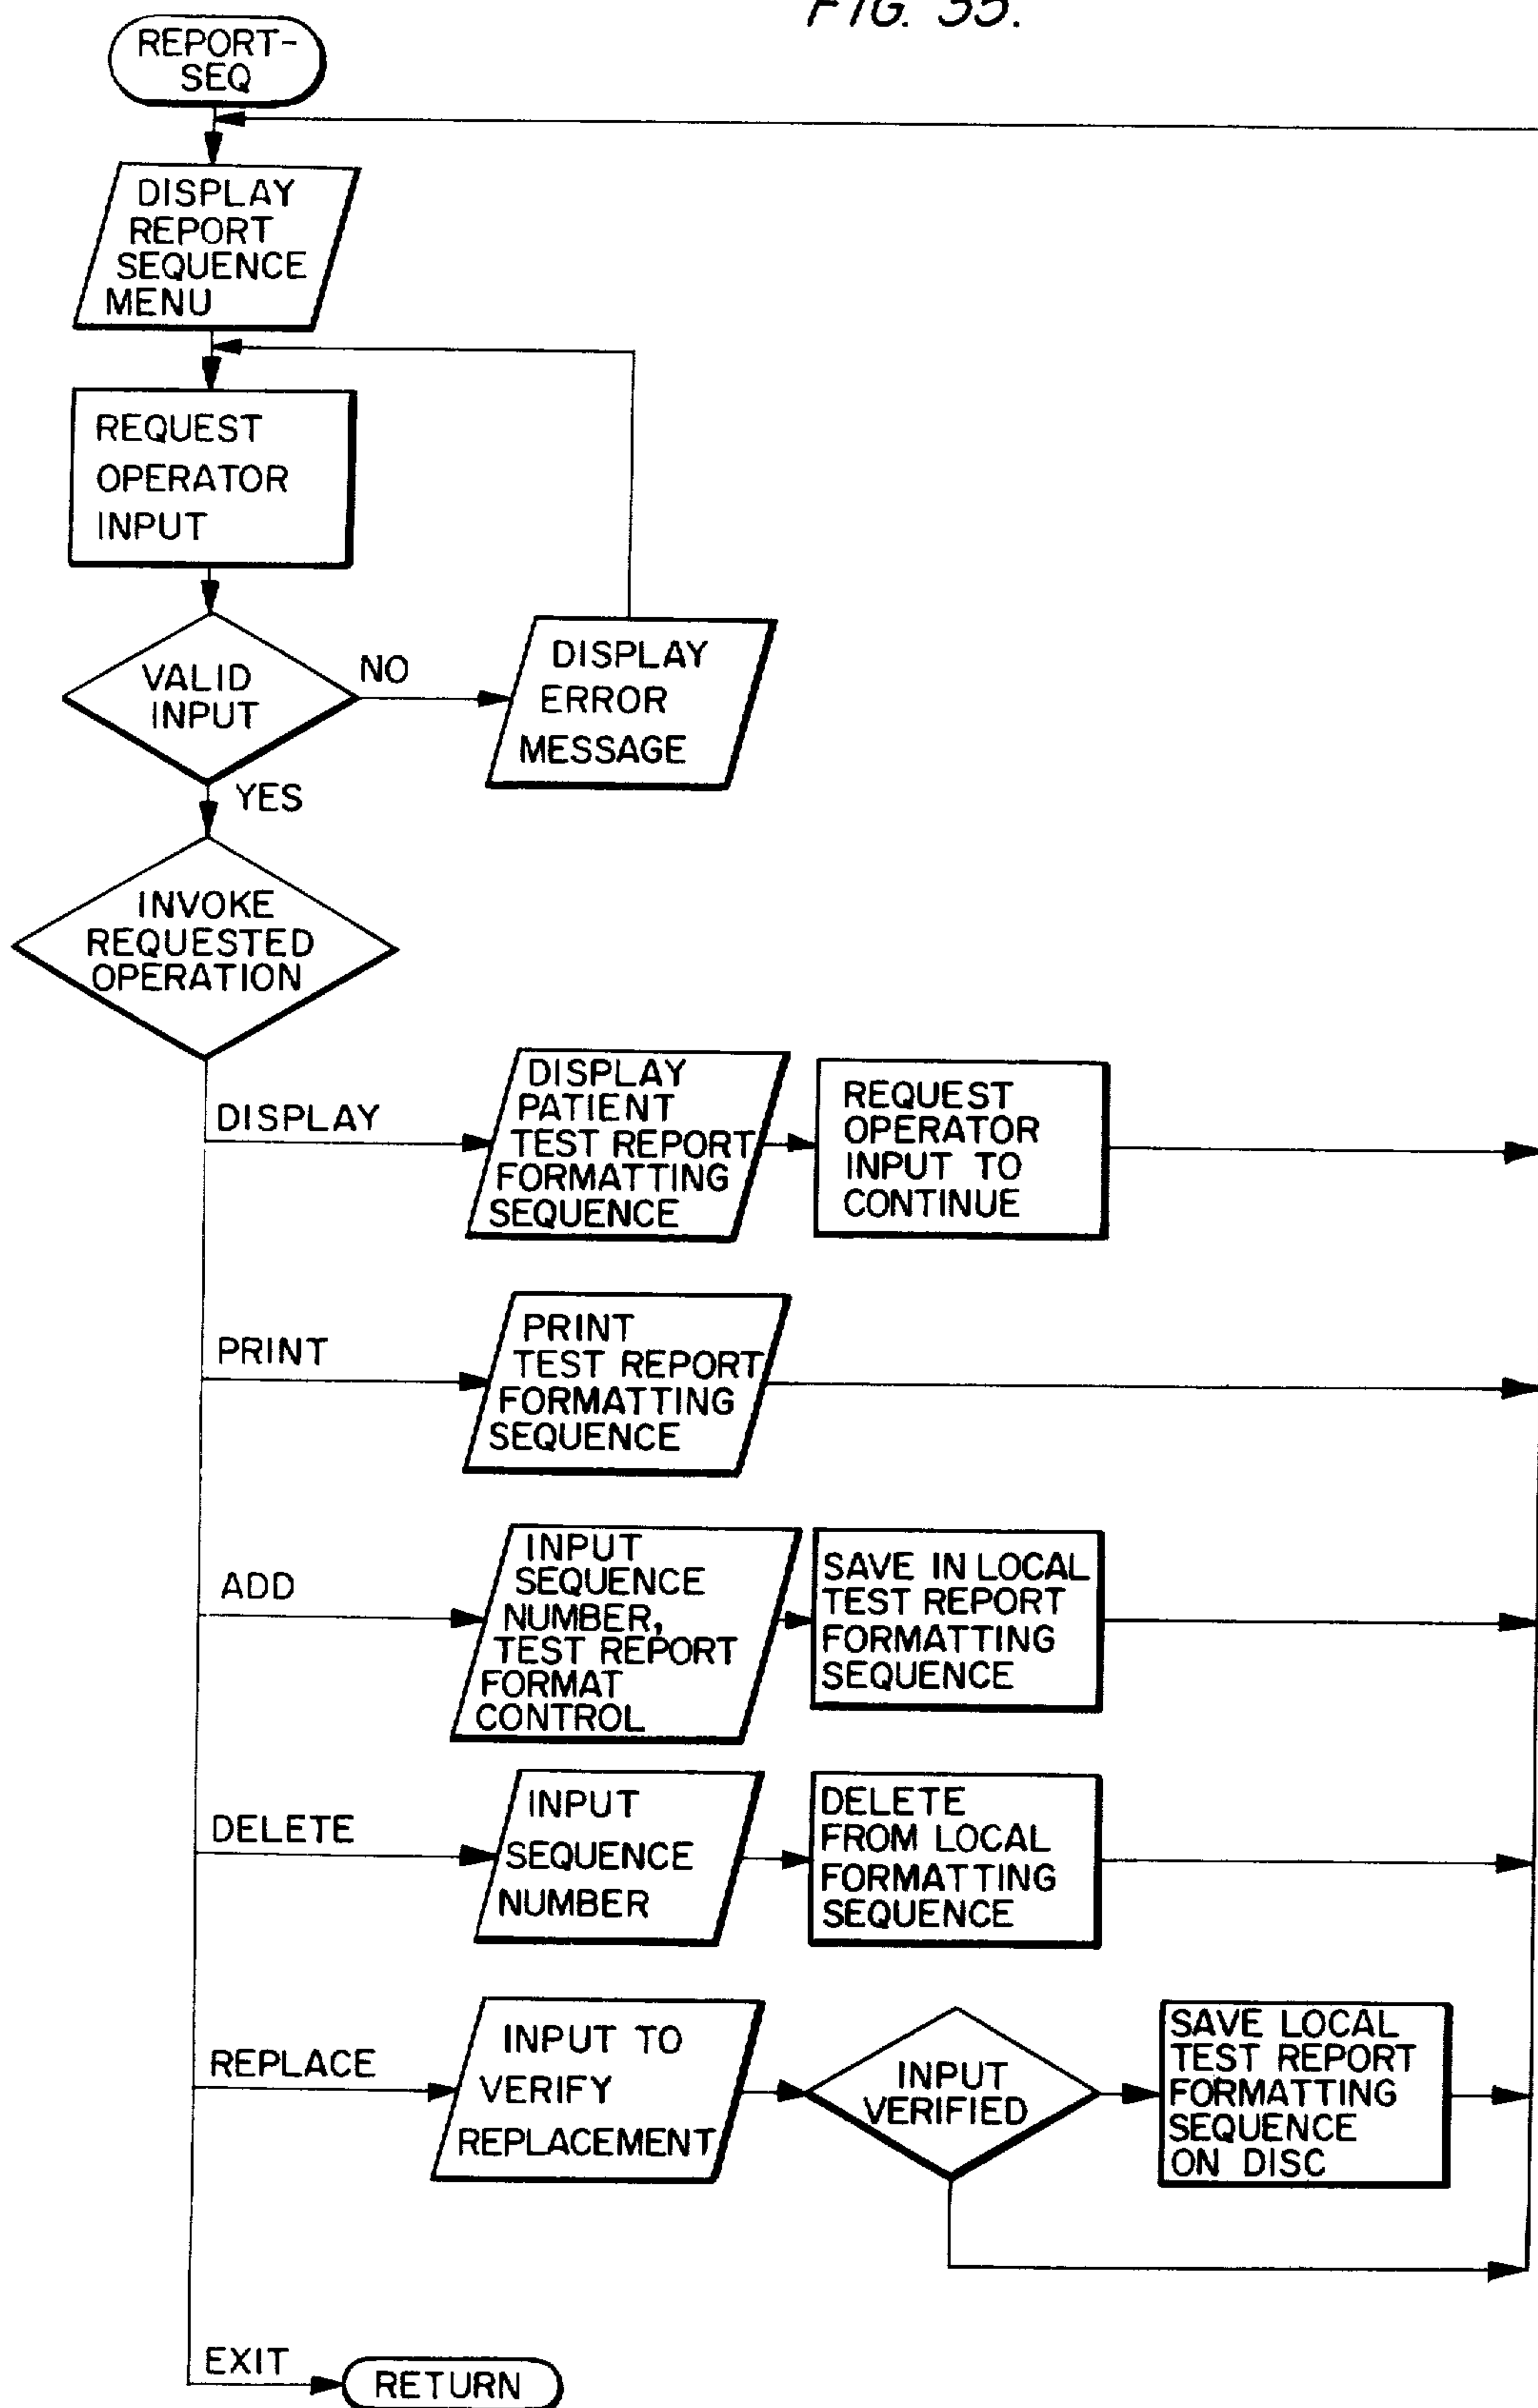 FIG. 35.
REPORT-
SEQ
DISPLAY
REPORT
SEQUENCE
MENU
REQUEST
OPERATOR
INPUT
VALID
INPUT
NO
DISPLAY
ERROR
MESSAGE
YES
INVOKE
REQUESTED
OPERATION
DISPLAY
DISPLAY
PATIENT
TEST REPORT
FORMATTING
SEQUENCE
REQUEST
OPERATOR
INPUT TO
CONTINUE
PRINT
PRINT
TEST REPORT
FORMATTING
SEQUENCE
ADD
INPUT
SEQUENCE
NUMBER,
TEST REPORT
FORMAT
CONTROL
SAVE IN LOCAL
TEST REPORT
FORMATTING
SEQUENCE
DELETE
INPUT
SEQUENCE
NUMBER
DELETE
FROM LOCAL
FORMATTING
SEQUENCE
REPLACE
INPUT TO
VERIFY
REPLACEMENT
INPUT
VERIFIED
SAVE LOCAL
TEST REPORT
FORMATTING
SEQUENCE
ON DISC
EXIT
RETURN